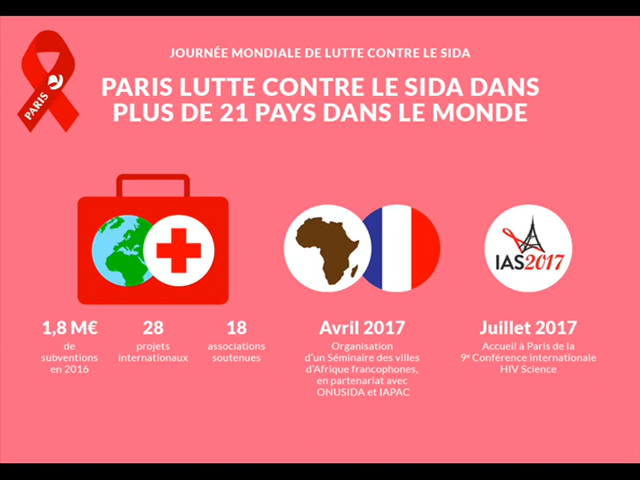 PARIS
JOURNÉE MONDIALE DE LUTTE CONTRE LE SIDA
PARIS LUTTE CONTRE LE SIDA DANS
PLUS DE 21 PAYS DANS LE MONDE
IAS2017
1,8 M€
de
subventions
en 2016
28
projets
internationaux
18
associations
soutenues
Avril 2017
Organisation
d'un Séminaire des villes
d'Afrique francophones,
en partenariat avec
ONUSIDA et IAPAC
Juillet 2017
Accueil à Paris de la
9e Conférence internationale
HIV Science